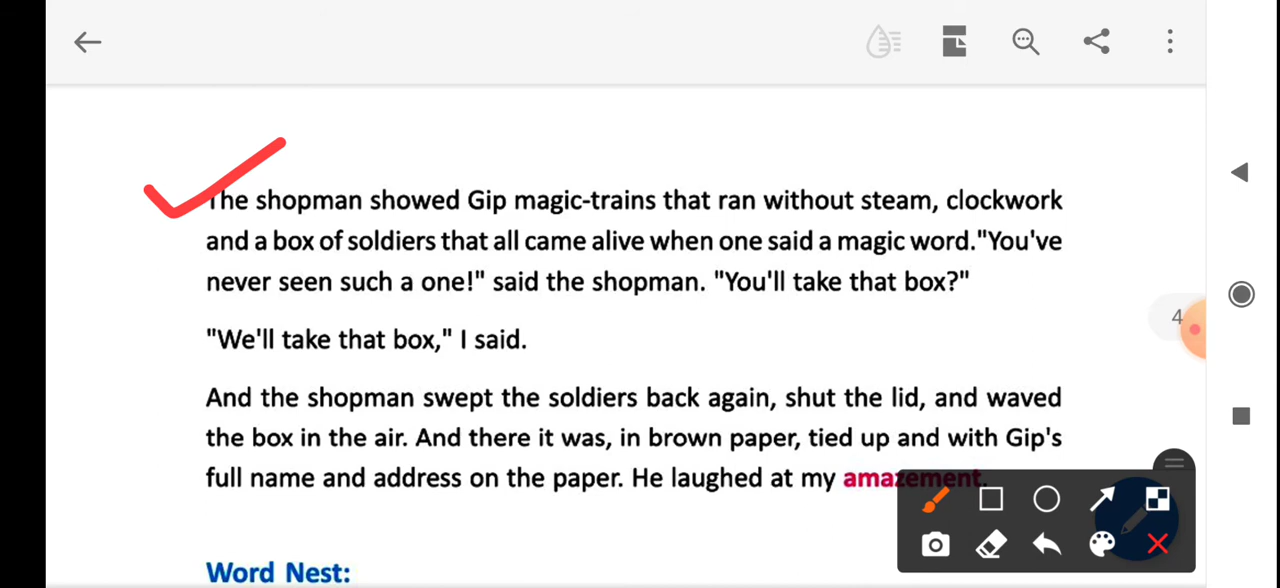 The shopman showed Gip magic-trains that ran without steam, clockwork
and a box of soldiers that all came alive when one said a magic word."You've
never seen such a one!" said the shopman. "You'll take that box?"
"We'll take that box," I said.
4
And the shopman swept the soldiers back again, shut the lid, and waved
the box in the air. And there it was, in brown paper, tied up and with Gip's
full name and address on the paper. He laughed at my amazement.
Word Nest: